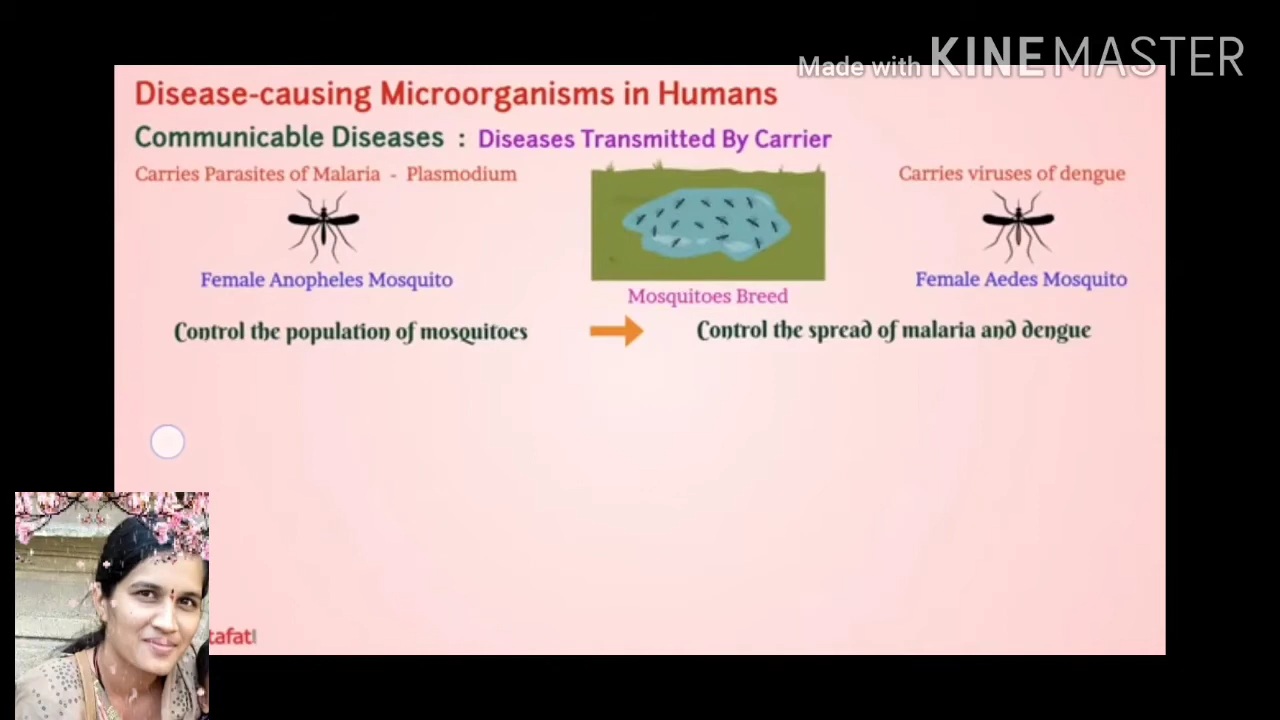 Made with KINEMASTER
Disease-causing Microorganisms in Humans
Communicable Diseases : Diseases Transmitted By Carrier
Carries Parasites of Malaria - Plasmodium
Carries viruses of dengue
Female Anopheles Mosquito
Female Aedes Mosquito
Mosquitoes Breed
Control the population of mosquitoes
Control the spread of malaria and dengue